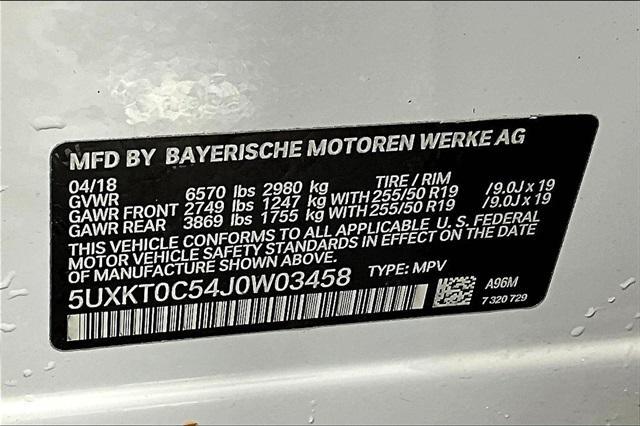 MFD BY BAYERISCHE MOTOREN WERKE AG
04/18 TIRE / RIM
GVWR 6570 lbs 2980 kg
GAWR FRONT 2749 lbs 1247 kg WITH 255/50 R19 /9.0J x 19
GAWR REAR 3869 lbs 1755 kg WITH 255/50 R19 /9.0J x 19
THIS VEHICLE CONFORMS TO ALL APPLICABLE U.S. FEDERAL
MOTOR VEHICLE SAFETY STANDARDS IN EFFECT ON THE DATE
OF MANUFACTURE SHOWN ABOVE.
5UXKT0C54J0W03458 TYPE: MPV
A96M
7 320 729